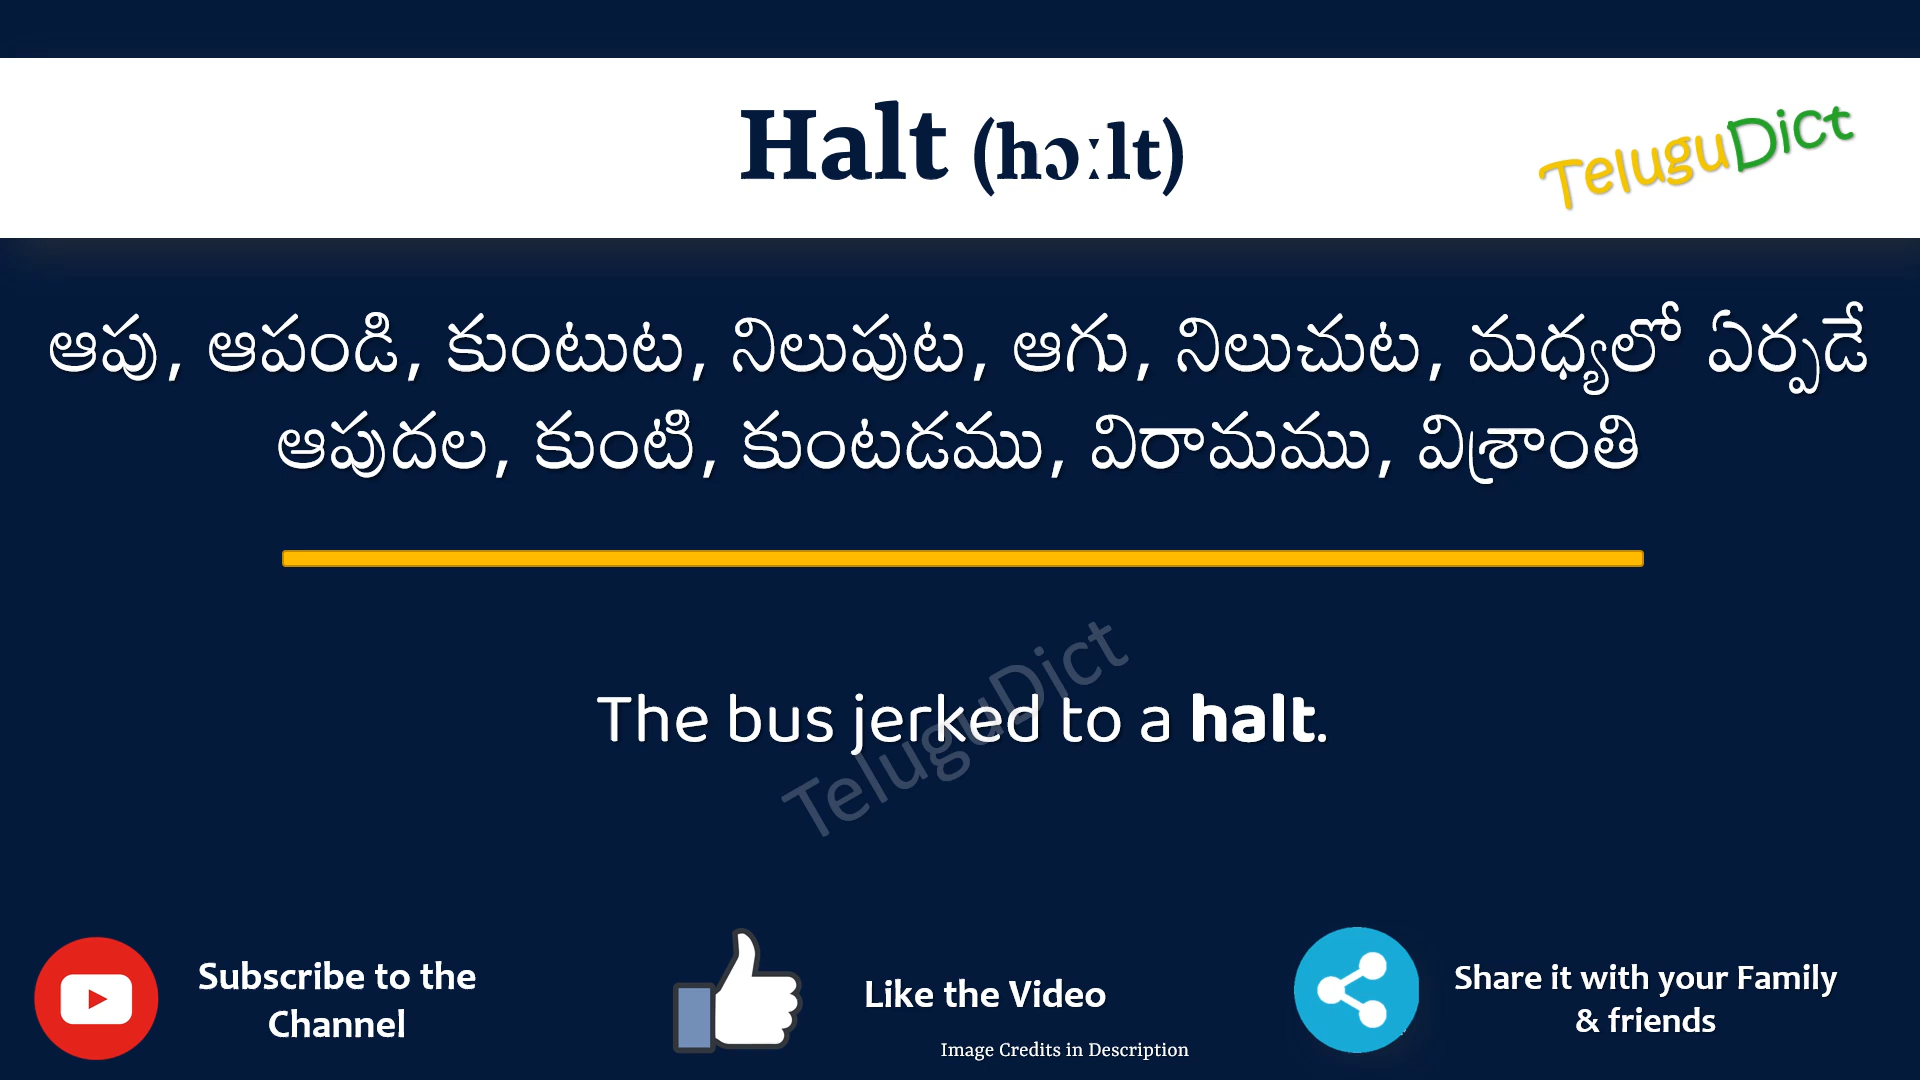 Halt (hɔːlt)
TeluguDict
ఆపు, ఆపండి, కుంటుట, నిలుపుట, ఆగు, నిలుచుట, మధ్యలో ఏర్పడే
ఆపుదల, కుంటి, కుంటడము, విరామము, విశ్రాంతి
The bus jerked to a halt.
TeluguDict
Subscribe to the
Channel
Like the Video
Share it with your Family
& friends
Image Credits in Description